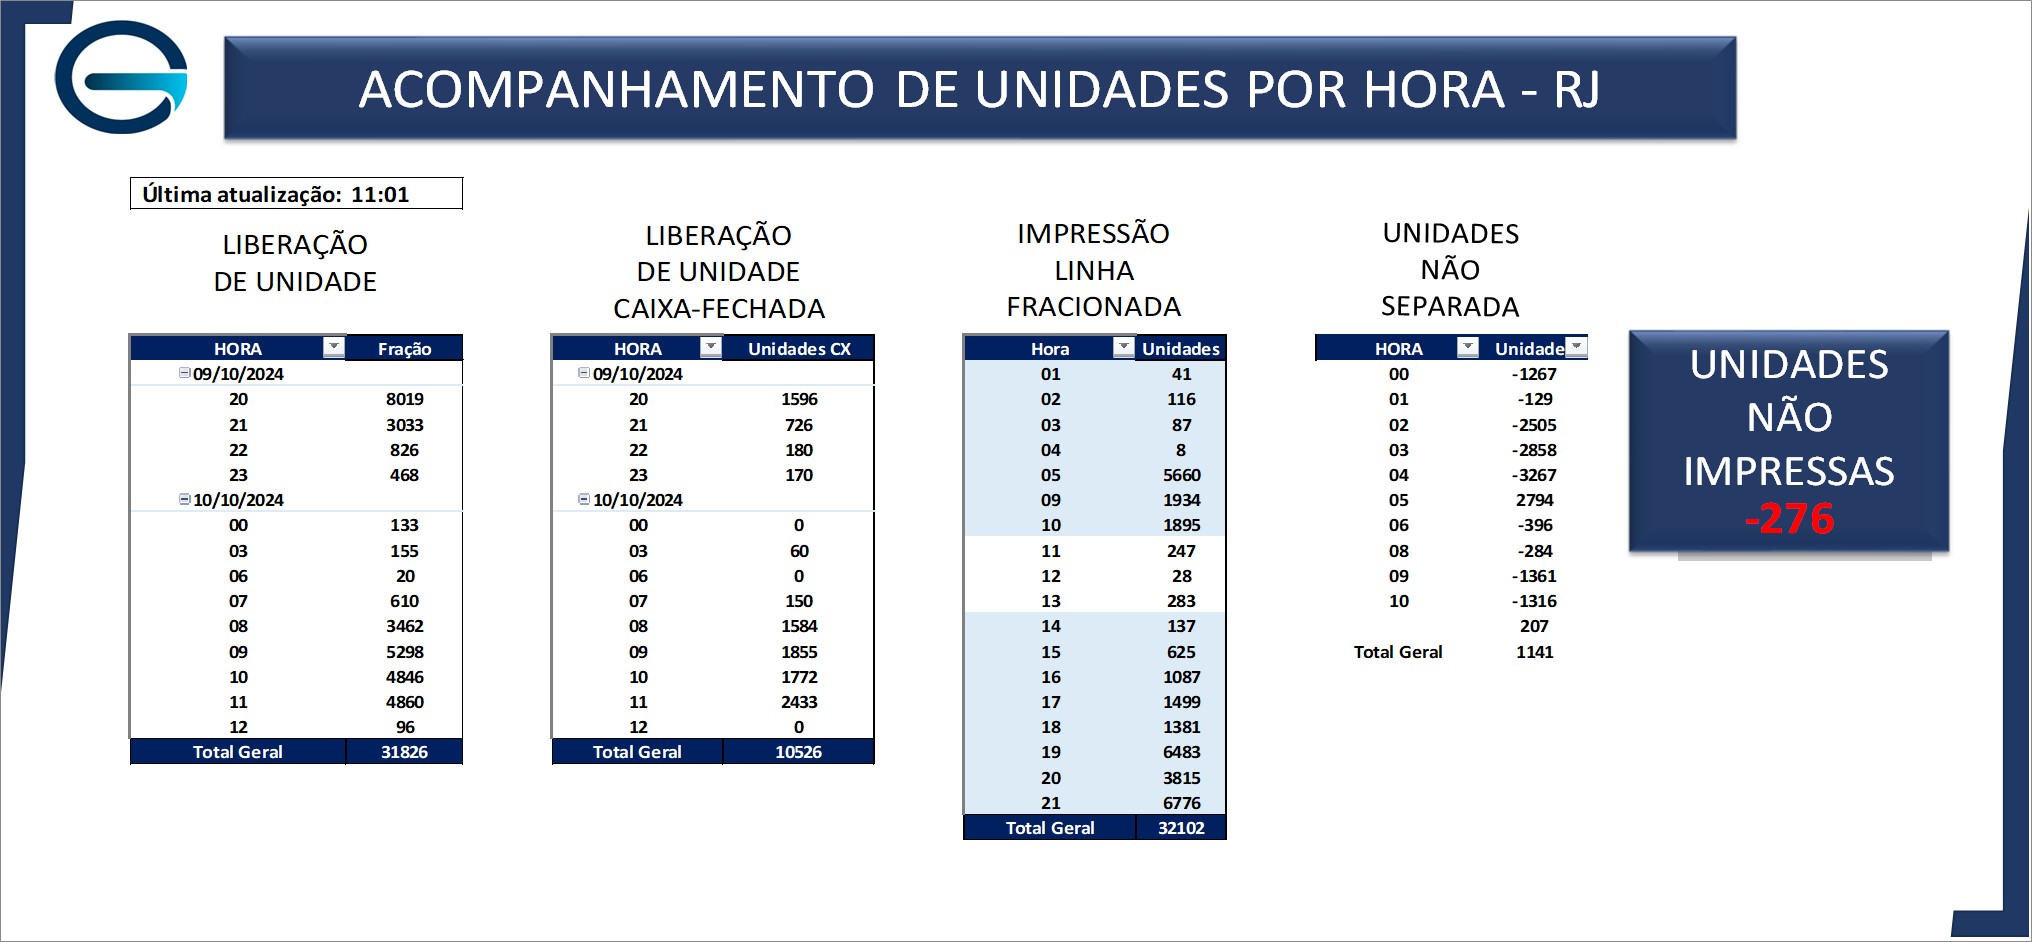 ACOMPANHAMENTO DE UNIDADES POR HORA - RJ
Última atualização: 11:01
LIBERAÇÃO
DE UNIDADE
HORA Fração
09/10/2024
20 8019
21 3033
22 826
23 468
10/10/2024
00 133
03 155
06 20
07 610
08 3462
09 5298
10 4846
11 4860
12 96
Total Geral 31826
LIBERAÇÃO
DE UNIDADE
CAIXA-FECHADA
HORA Unidades CX
09/10/2024
20 1596
21 726
22 180
23 170
10/10/2024
00 0
03 60
06 0
07 150
08 1584
09 1855
10 1772
11 2433
12 0
Total Geral 10526
IMPRESSÃO
LINHA
FRACIONADA
Hora Unidades
01 41
02 116
03 87
04 8
05 5660
09 1934
10 1895
11 247
12 28
13 283
14 137
15 625
16 1087
17 1499
18 1381
19 6483
20 3815
21 6776
Total Geral 32102
UNIDADES
NÃO
SEPARADA
HORA Unidade
00 -1267
01 -129
02 -2505
03 -2858
04 -3267
05 2794
06 -396
08 -284
09 -1361
10 -1316
207
Total Geral 1141
UNIDADES
NÃO
IMPRESSAS
-276